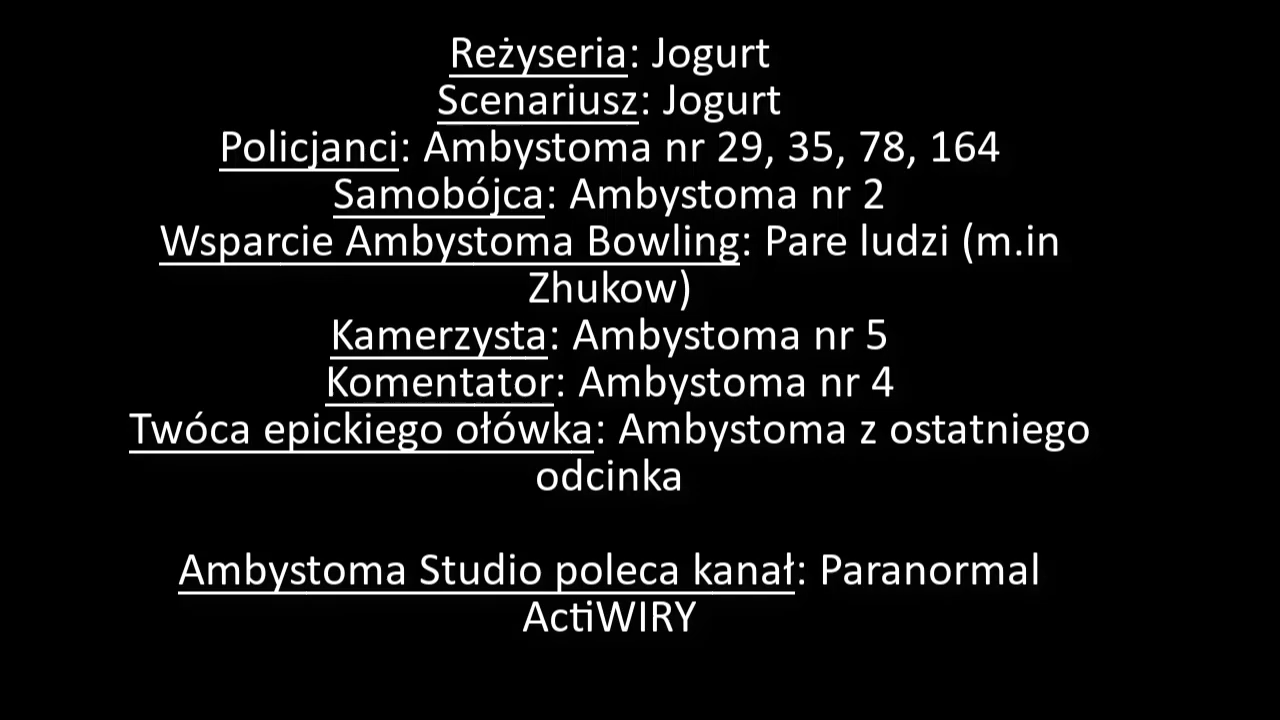 Reżyseria: Jogurt
Scenariusz: Jogurt
Policjanci: Ambystoma nr 29, 35, 78, 164
Samobójca: Ambystoma nr 2
Wsparcie Ambystoma Bowling: Pare ludzi (m.in
Zhukow)
Kamerzysta: Ambystoma nr 5
Komentator: Ambystoma nr 4
Twóca epickiego ołówka: Ambystoma z ostatniego
odcinka
Ambystoma Studio poleca kanał: Paranormal
ActiWIRY